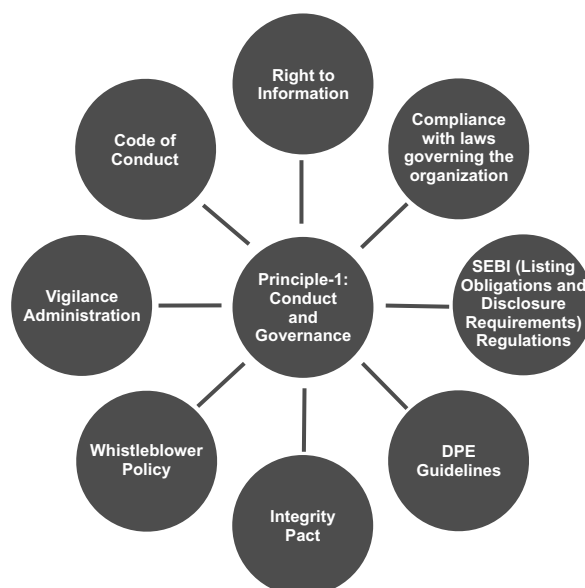 Right to
Information
Compliance
with laws
governing the
organization
SEBI (Listing
Obligations and
Disclosure
Requirements)
Regulations
DPE
Guidelines
Integrity
Pact
Whistleblower
Policy
Vigilance
Administration
Code of
Conduct
Principle-1:
Conduct
and
Governance